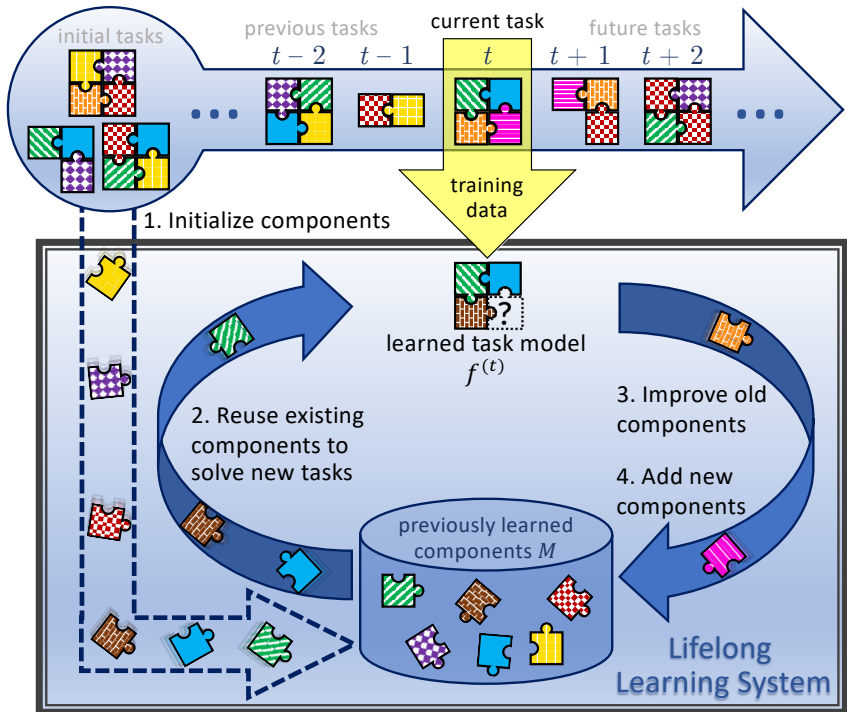 current task
initial tasks
previous tasks
future tasks
t − 2
t − 1
t
t + 1
t + 2
...
...
training
data
1. Initialize components
?
learned task model
f^(t)
2. Reuse existing
components to
solve new tasks
3. Improve old
components
4. Add new
components
previously learned
components M
Lifelong
Learning System